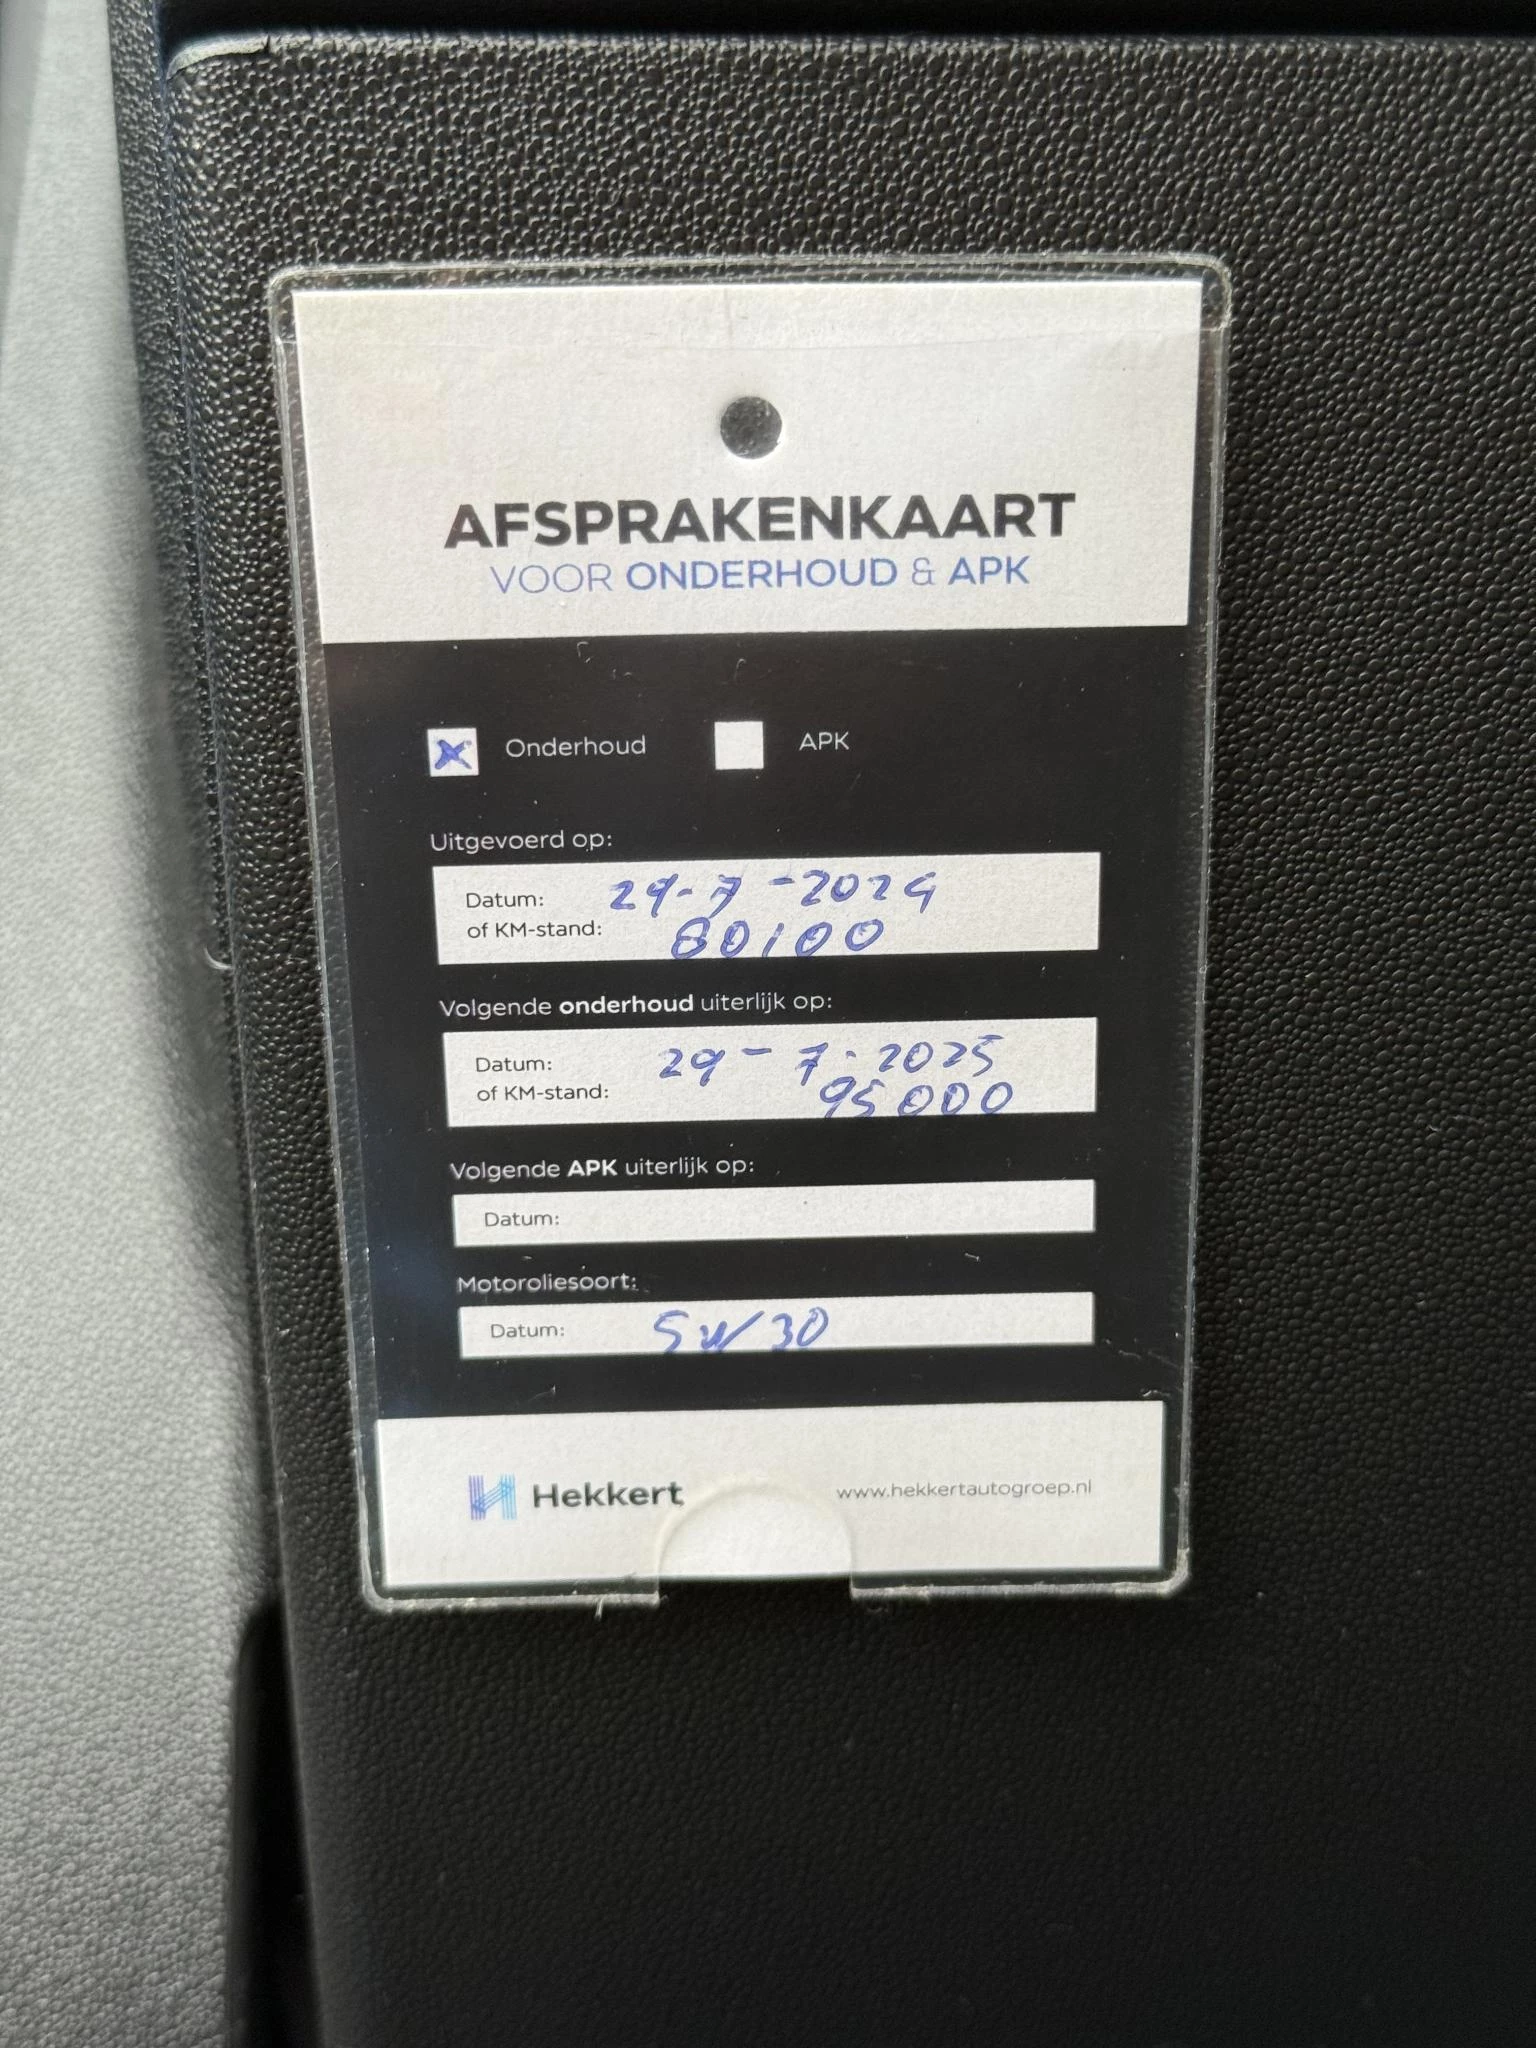 AFSPRAKENKAART
VOOR ONDERHOUD & APK
x Onderhoud APK
Uitgevoerd op:
Datum: 29-7-2024
of KM-stand: 80100
Volgende onderhoud uiterlijk op:
Datum: 29-7-2025
of KM-stand: 95000
Volgende APK uiterlijk op:
Datum:
Motoroliesoort:
Datum: 5W30
Hekkert www.hekkertautogroep.nl